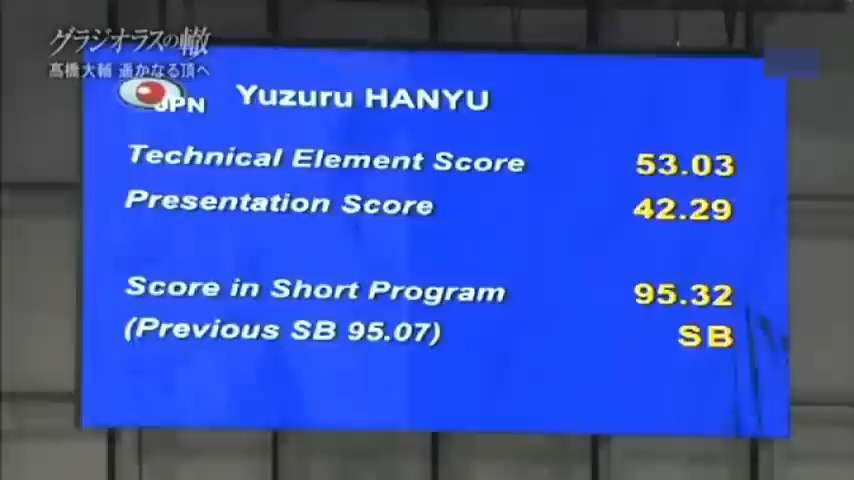 グラジオラスの轍
髙橋大輔 遥かなる頂へ
JPN Yuzuru HANYU
Technical Element Score 53.03
Presentation Score 42.29
Score in Short Program 95.32
(Previous SB 95.07) SB